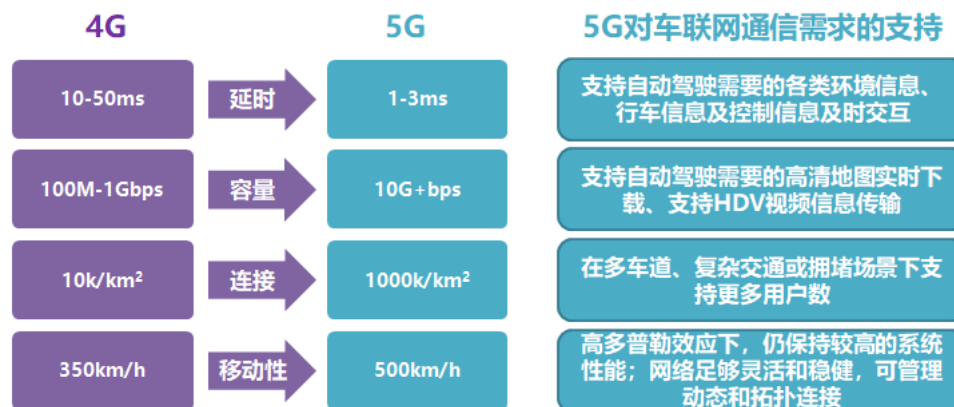 4G
5G
5G对车联网通信需求的支持
10-50ms
延时
1-3ms
支持自动驾驶需要的各类环境信息、
行车信息及控制信息及时交互
100M-1Gbps
容量
10G+bps
支持自动驾驶需要的高清地图实时下
载、支持HDV视频信息传输
10k/km²
连接
1000k/km²
在多车道、复杂交通或拥堵场景下支
持更多用户数
350km/h
移动性
500km/h
高多普勒效应下，仍保持较高的系统
性能；网络足够灵活和稳健，可管理
动态和拓扑连接